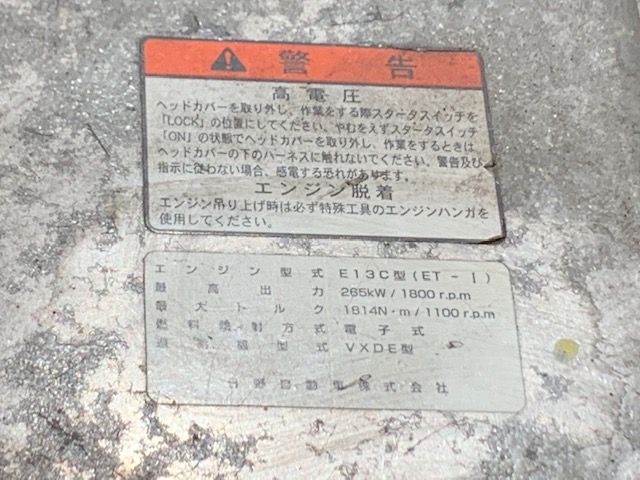 警告
高電圧
ヘッドカバーを取り外し、作業をする際スタータスイッチを
「LOCK」の位置にしてください、やむをえずスタータスイッチ
「ON」の状態でヘッドカバーを取り外し、作業をするときは
ヘッドカバーの下のハーネスに触れないでください。警告及び
指示に従わない場合、感電する恐れがあります。
エンジン脱着
エンジン吊り上げ時は必ず特殊工具のエンジンハンガを
使用してください。
エンジン型式 E13C型(ET-I)
最高出力 265kW/1800r.p.m
最大トルク 1814N・m/1100r.p.m
燃料噴射方式 電子式
過給機型式 VXDE型
日野自動車株式会社